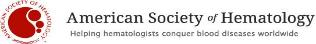 American Society of Hematology
Helping hematologists conquer blood diseases worldwide